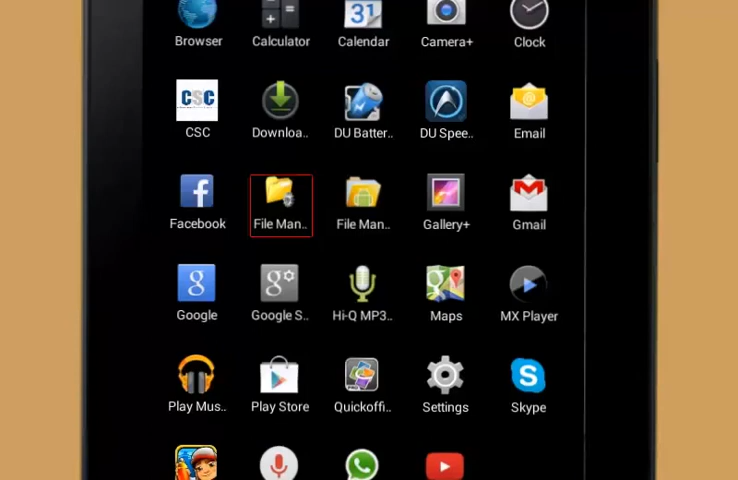 31
Browser
Calculator
Calendar
Camera+
Clock
CSC
CSC
Downloa..
DU Batter..
DU Spee..
Email
Facebook
File Man..
File Man..
Gallery+
Gmail
Google
Google S..
Hi-Q MP3..
Maps
MX Player
Play Mus..
Play Store
Quickoffi..
Settings
Skype